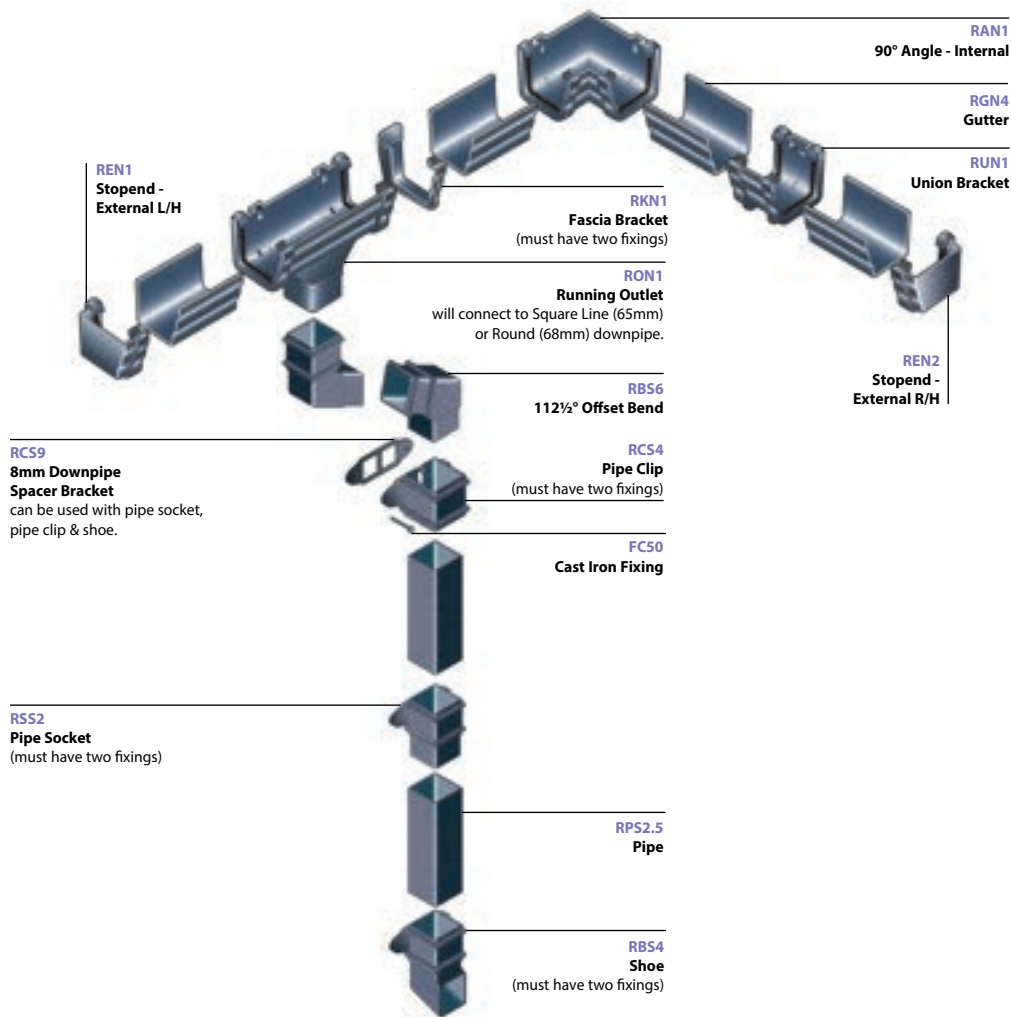 RAN1
90° Angle - Internal
RGN4
Gutter
RUN1
Union Bracket
REN1
Stopend -
External L/H
RKN1
Fascia Bracket
(must have two fixings)
RON1
Running Outlet
will connect to Square Line (65mm)
or Round (68mm) downpipe.
REN2
Stopend -
External R/H
RBS6
112½° Offset Bend
RCS9
8mm Downpipe
Spacer Bracket
can be used with pipe socket,
pipe clip & shoe.
RCS4
Pipe Clip
(must have two fixings)
FC50
Cast Iron Fixing
RSS2
Pipe Socket
(must have two fixings)
RPS2.5
Pipe
RBS4
Shoe
(must have two fixings)